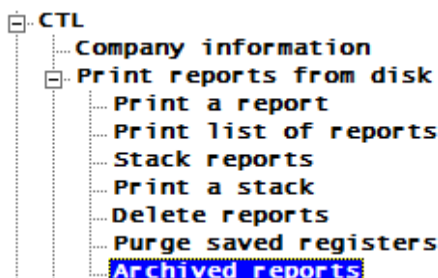 CTL
Company information
Print reports from disk
Print a report
Print list of reports
Stack reports
Print a stack
Delete reports
Purge saved registers
Archived reports